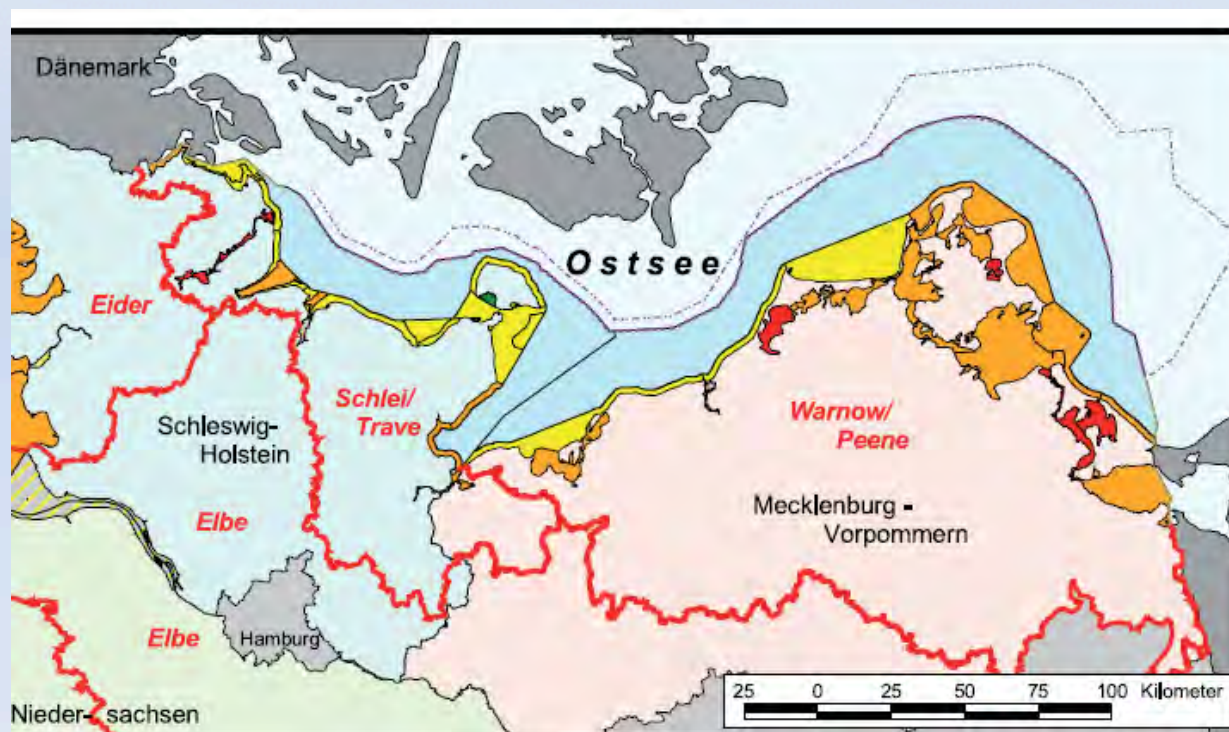 Dänemark
Ostsee
Eider
Schlei/
Trave
Schleswig-
Holstein
Warnow/
Peene
Mecklenburg -
Vorpommern
Elbe
Elbe
Hamburg
Nieder- sachsen
25 0 25 50 75 100 Kilometer